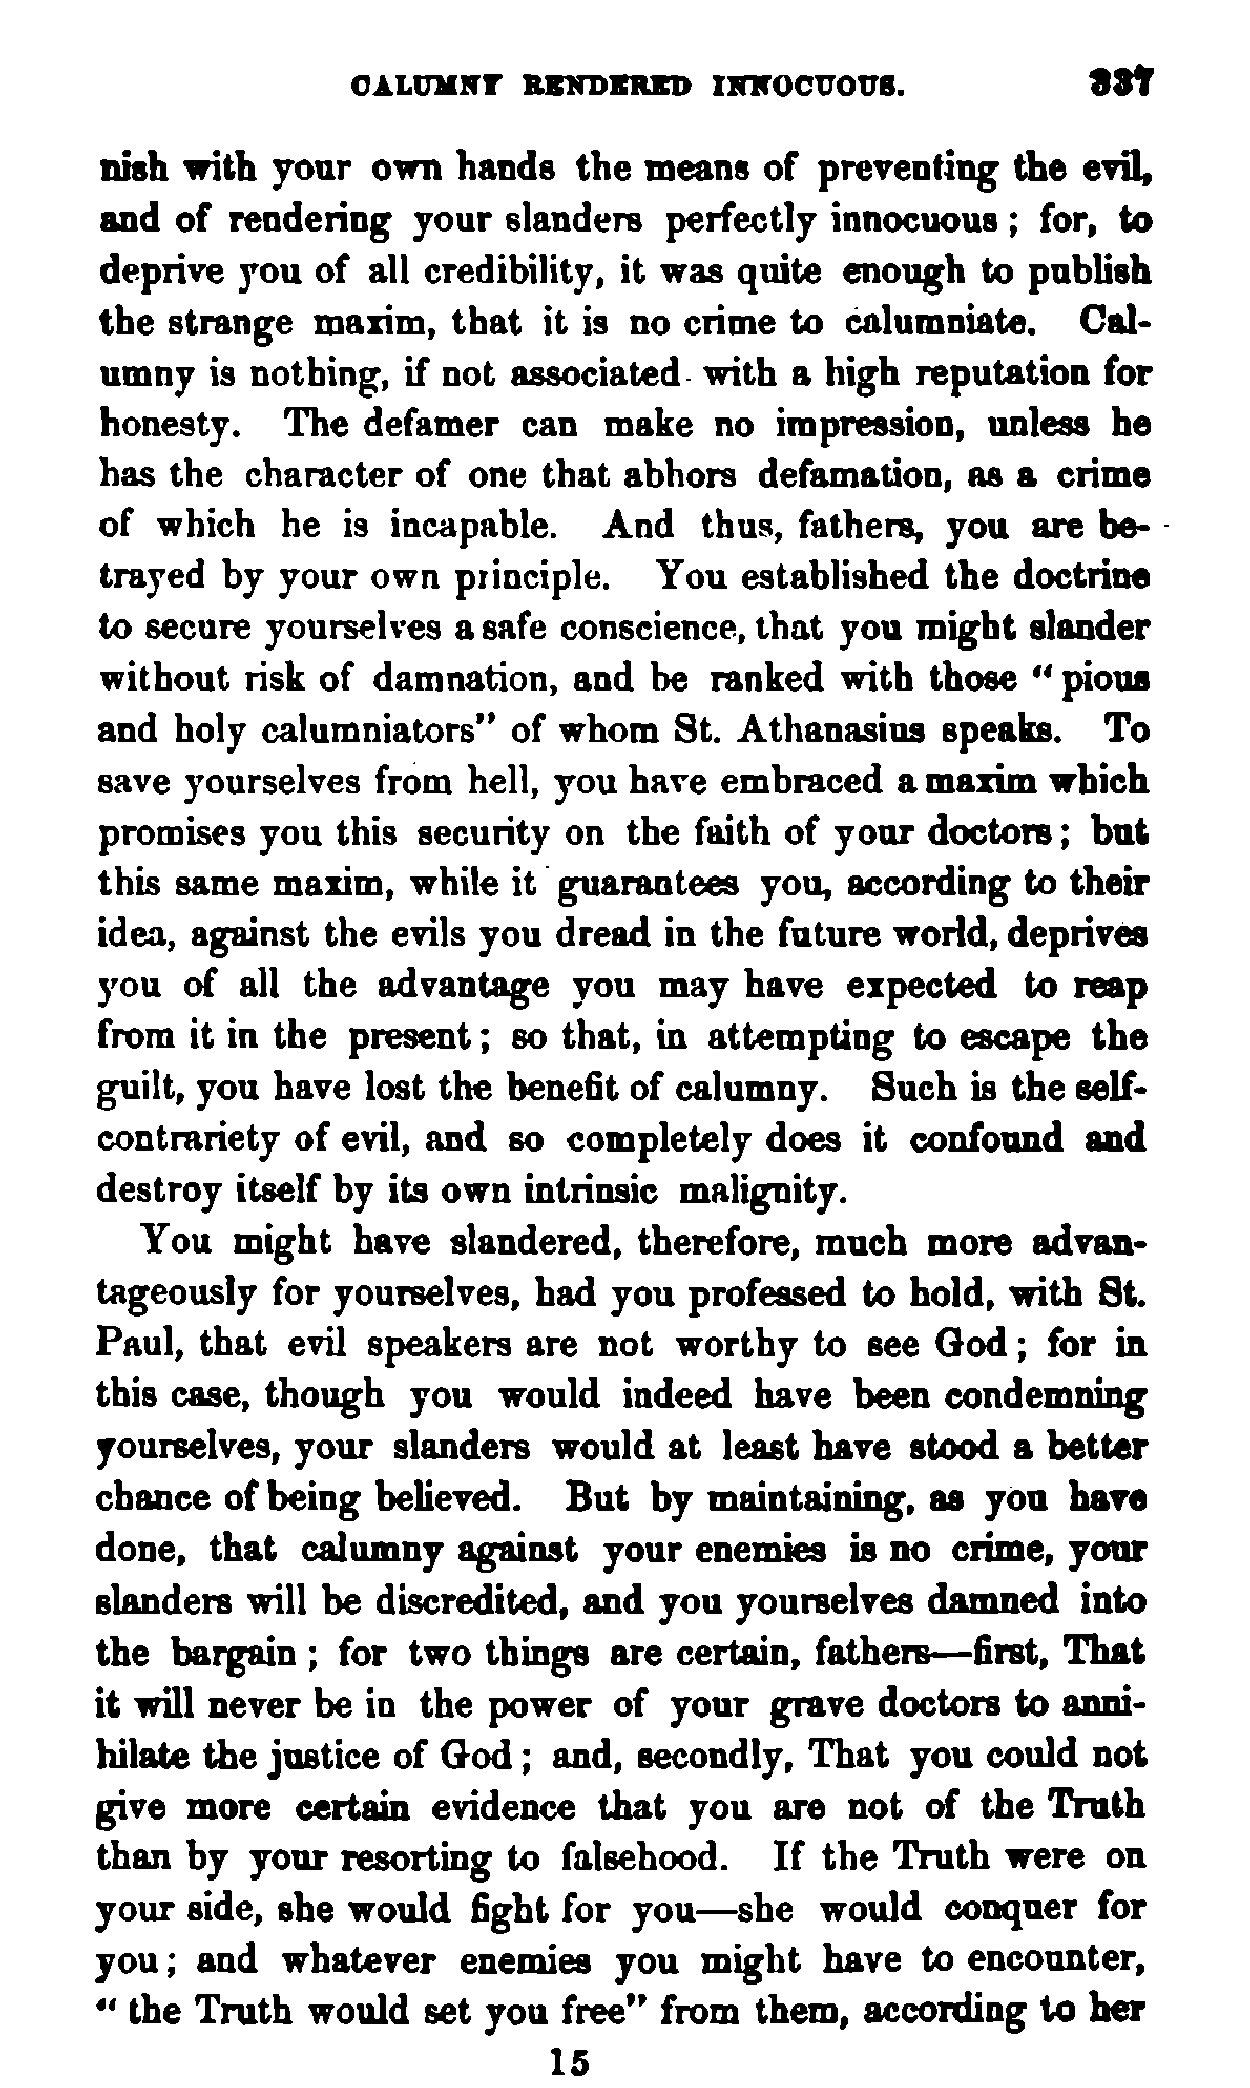 CALUMNY RENDERED INNOCUOUS. 337
nish with your own hands the means of preventing the evil,
and of rendering your slanders perfectly innocuous ; for, to
deprive you of all credibility, it was quite enough to publish
the strange maxim, that it is no crime to calumniate. Cal-
umny is nothing, if not associated with a high reputation for
honesty. The defamer can make no impression, unless he
has the character of one that abhors defamation, as a crime
of which he is incapable. And thus, fathers, you are be-
trayed by your own principle. You established the doctrine
to secure yourselves a safe conscience, that you might slander
without risk of damnation, and be ranked with those “ pious
and holy calumniators” of whom St. Athanasius speaks. To
save yourselves from hell, you have embraced a maxim which
promises you this security on the faith of your doctors ; but
this same maxim, while it guarantees you, according to their
idea, against the evils you dread in the future world, deprives
you of all the advantage you may have expected to reap
from it in the present ; so that, in attempting to escape the
guilt, you have lost the benefit of calumny. Such is the self-
contrariety of evil, and so completely does it confound and
destroy itself by its own intrinsic malignity.
You might have slandered, therefore, much more advan-
tageously for yourselves, had you professed to hold, with St.
Paul, that evil speakers are not worthy to see God ; for in
this case, though you would indeed have been condemning
yourselves, your slanders would at least have stood a better
chance of being believed. But by maintaining, as you have
done, that calumny against your enemies is no crime, your
slanders will be discredited, and you yourselves damned into
the bargain ; for two things are certain, fathers—first, That
it will never be in the power of your grave doctors to anni-
hilate the justice of God ; and, secondly, That you could not
give more certain evidence that you are not of the Truth
than by your resorting to falsehood. If the Truth were on
your side, she would fight for you—she would conquer for
you ; and whatever enemies you might have to encounter,
“ the Truth would set you free” from them, according to her
15